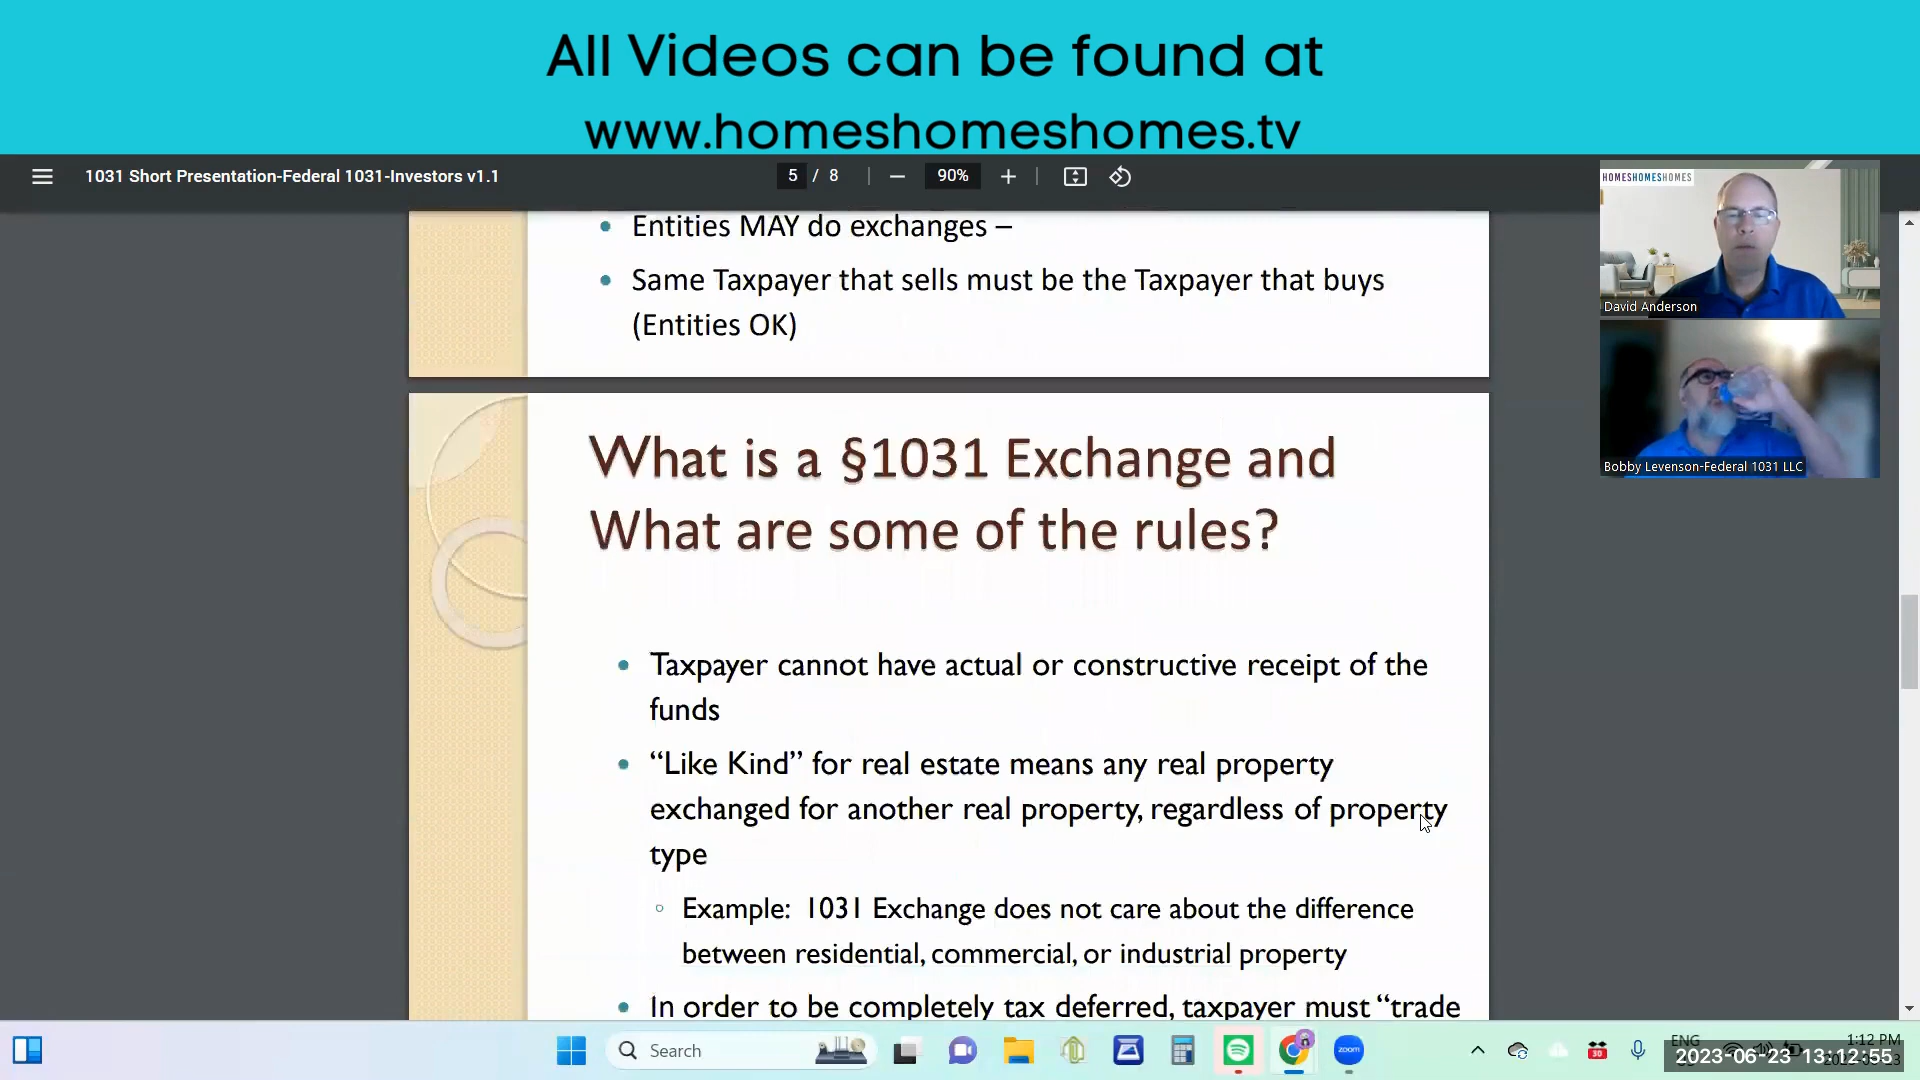 All Videos can be found at
www.homeshomeshomes.tv
1031 Short Presentation-Federal 1031-Investors v1.1
5 / 8
90%
HOMESHOMESHOMES
David Anderson
Bobby Levenson-Federal 1031 LLC
Entities MAY do exchanges –
Same Taxpayer that sells must be the Taxpayer that buys
(Entities OK)
What is a §1031 Exchange and
What are some of the rules?
Taxpayer cannot have actual or constructive receipt of the
funds
“Like Kind” for real estate means any real property
exchanged for another real property, regardless of property
type
Example: 1031 Exchange does not care about the difference
between residential, commercial, or industrial property
In order to be completely tax deferred, taxpayer must “trade
Search
zoom
30
ENG
1:12 PM
2023-06-23 13:12:55